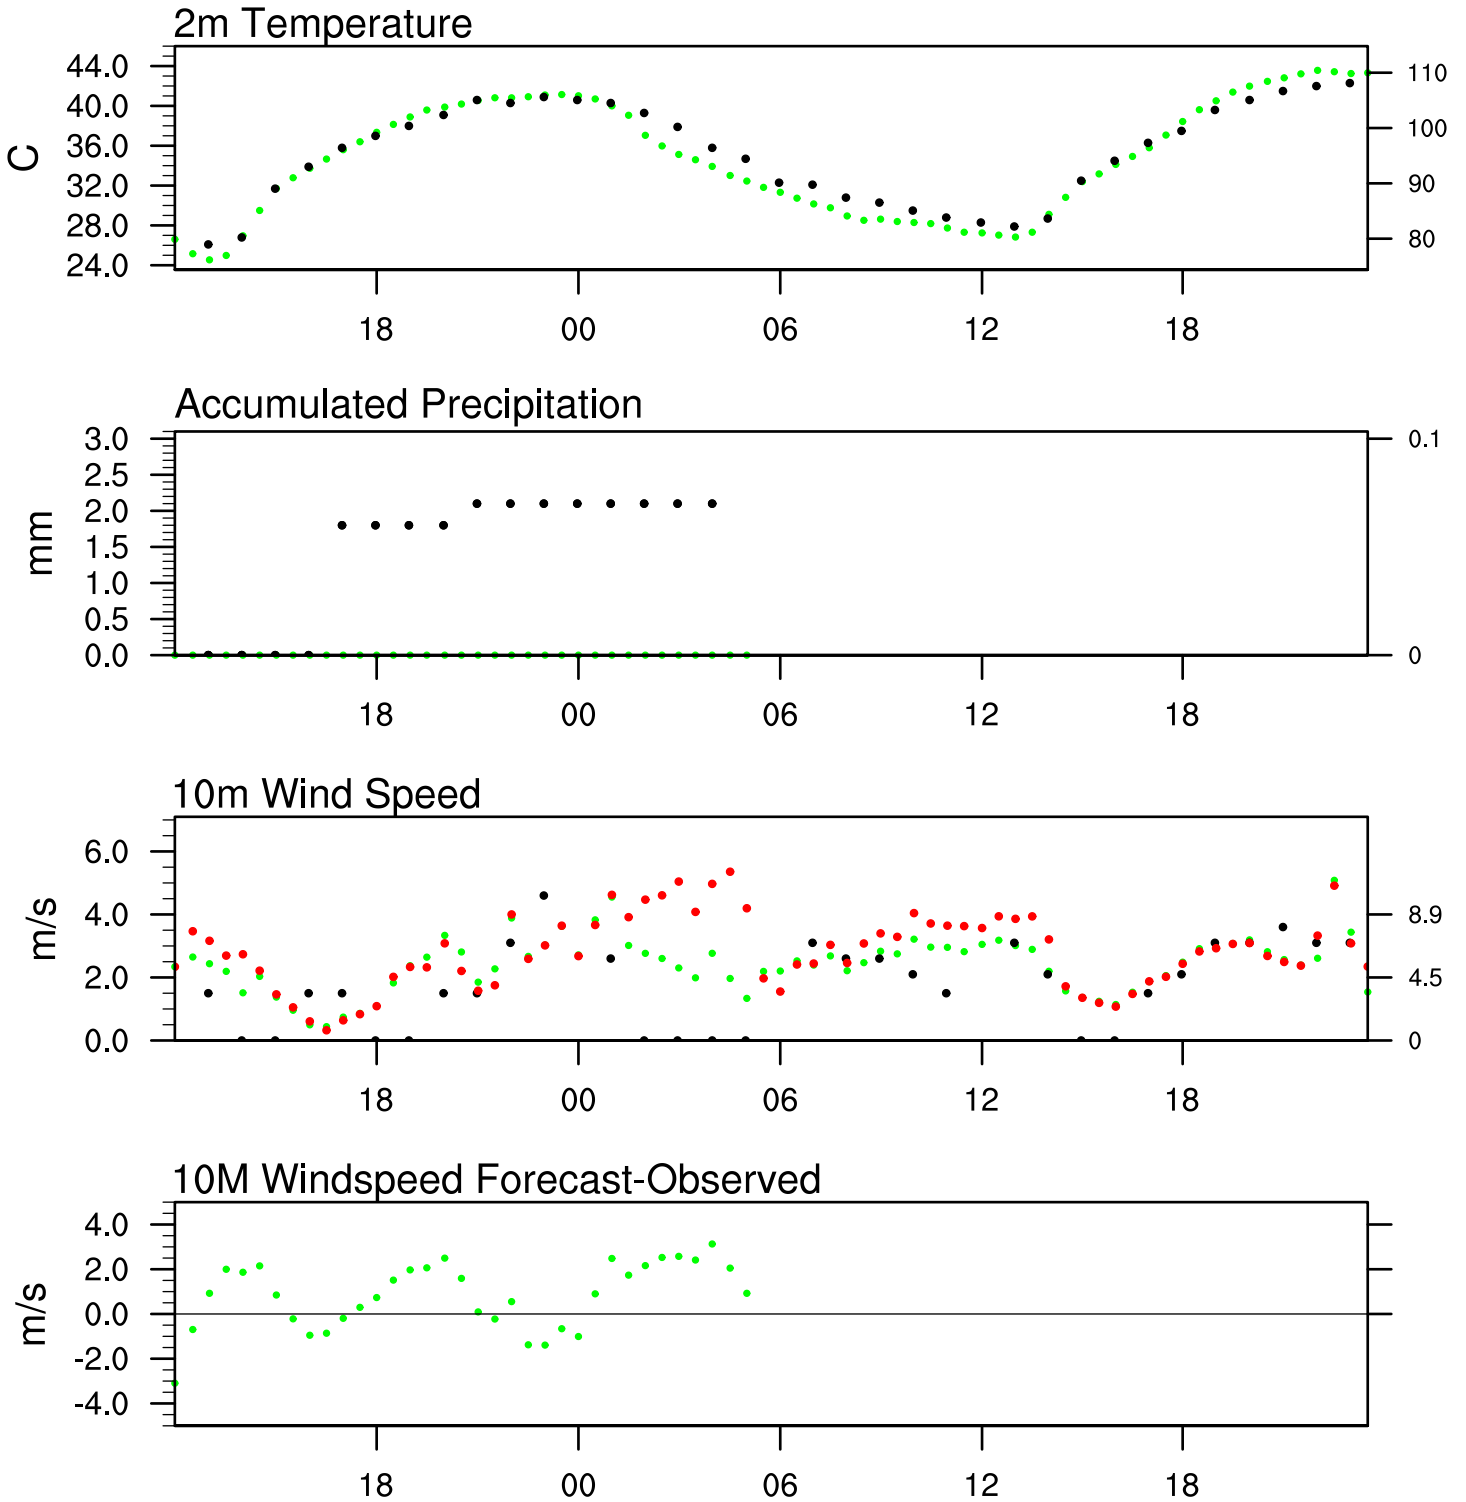 2m Temperature
44.0
40.0
36.0
32.0
28.0
24.0
C
110
100
90
80
18 00 06 12 18
Accumulated Precipitation
3.0
2.5
2.0
1.5
1.0
0.5
0.0
mm
0.1
0
18 00 06 12 18
10m Wind Speed
6.0
4.0
2.0
0.0
m/s
8.9
4.5
0
18 00 06 12 18
10M Windspeed Forecast-Observed
4.0
2.0
0.0
-2.0
-4.0
m/s
18 00 06 12 18